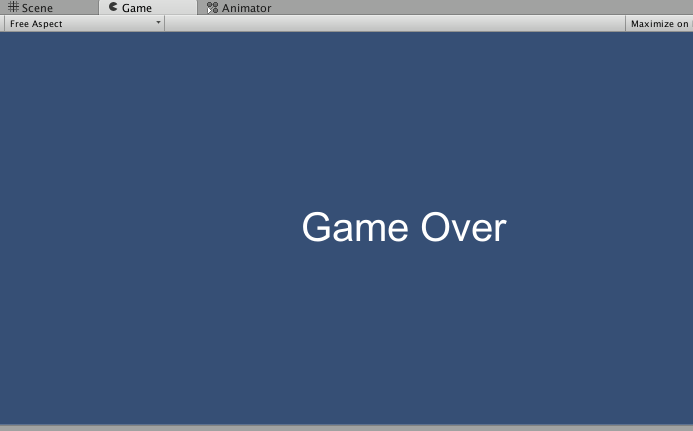 Scene Game Animator
Free Aspect Maximize on
Game Over